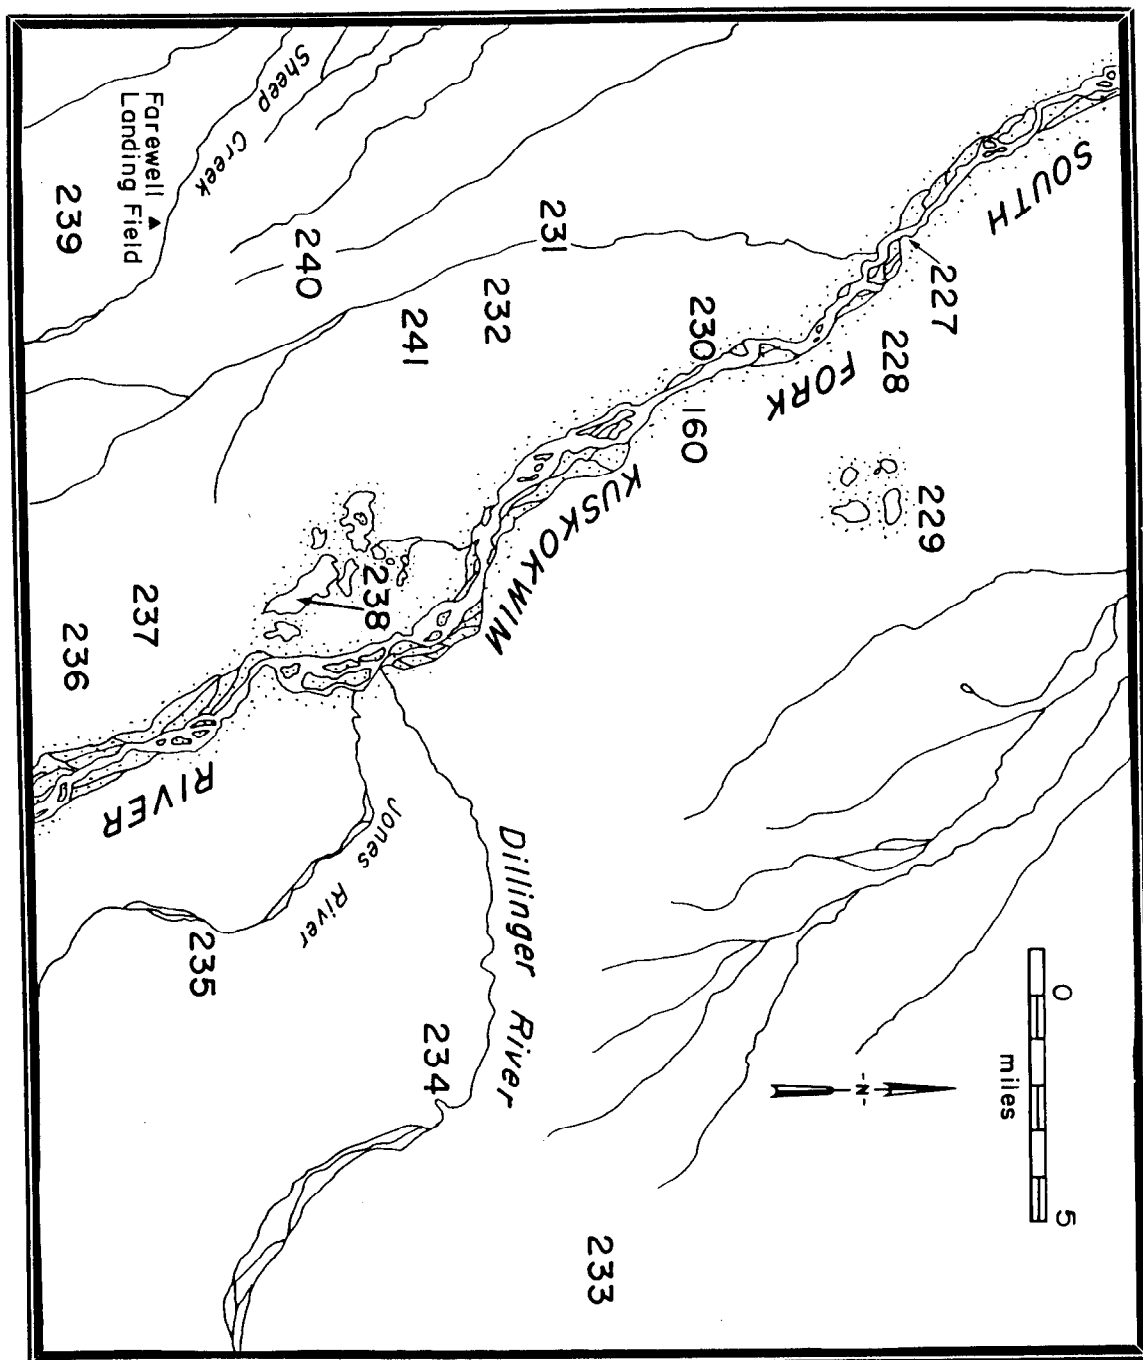 SOUTH
FORK
KUSKOKWIM
RIVER
227
228
229
230
160
231
232
241
240
239
Sheep Creek
Farewell
Landing Field
238
237
236
Jones River
235
Dillinger River
234
233
0
5
miles
-N-